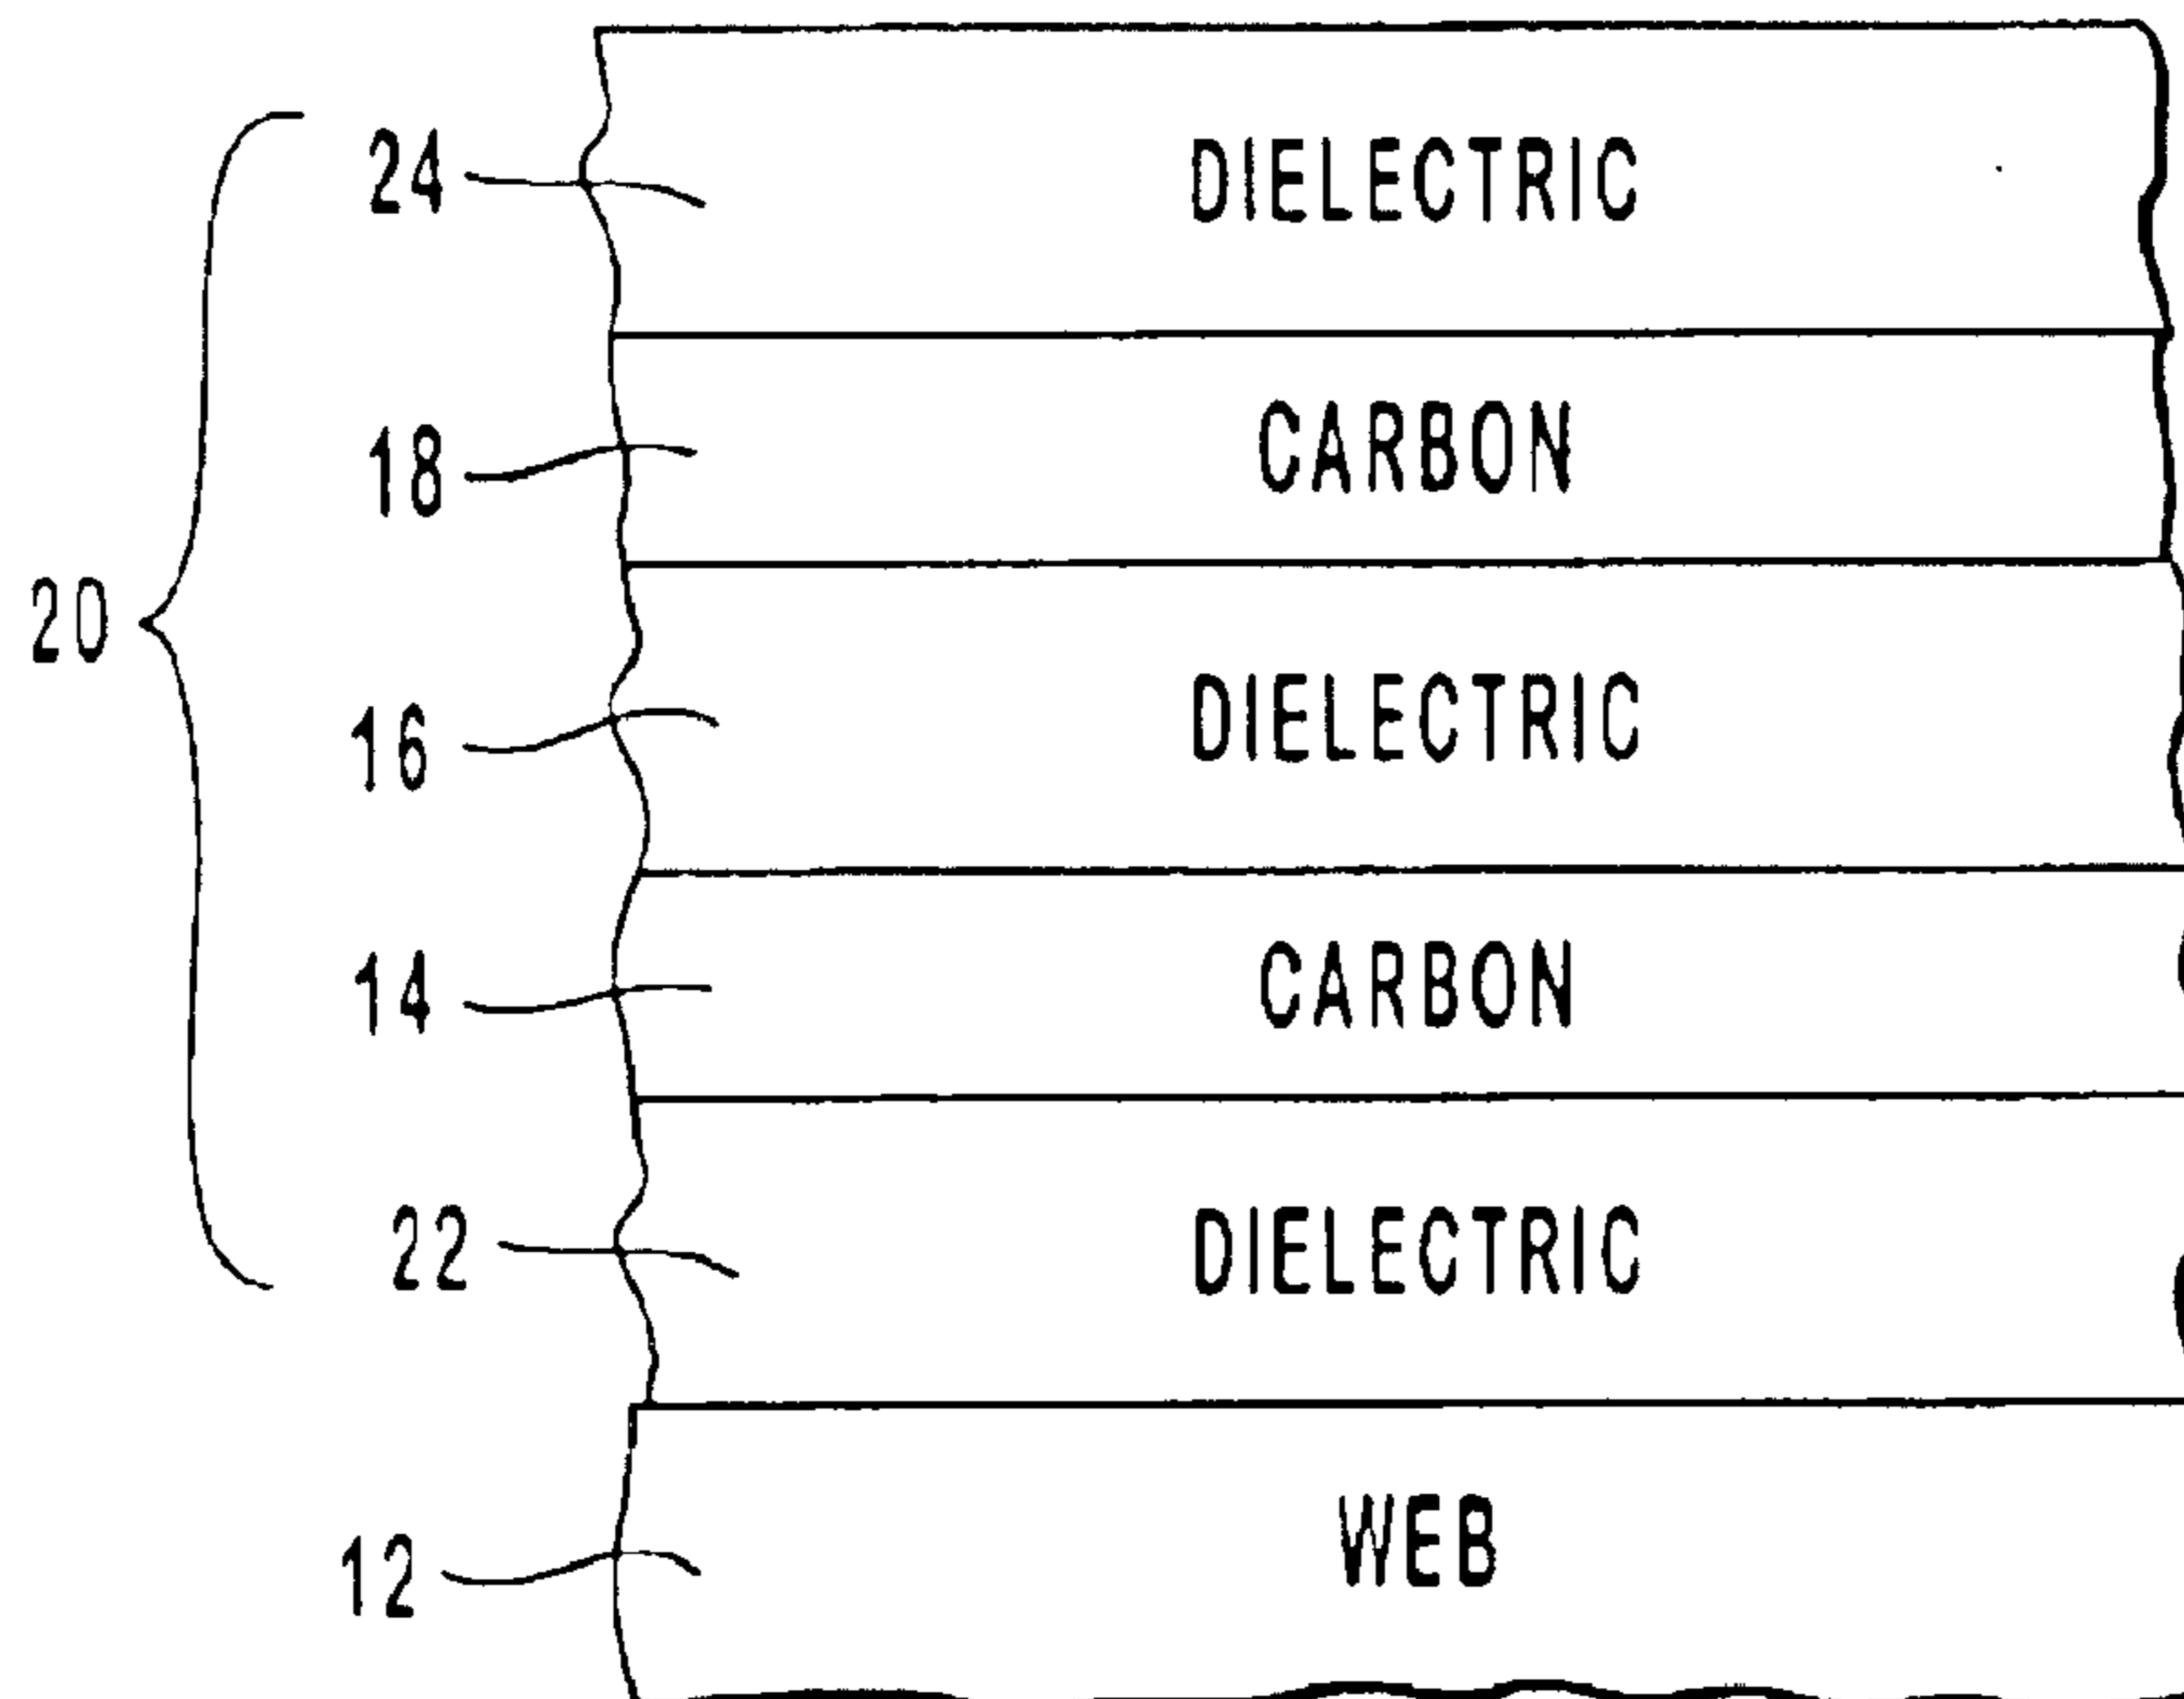 24 DIELECTRIC
18 CARBON
20
16 DIELECTRIC
14 CARBON
22 DIELECTRIC
12 WEB